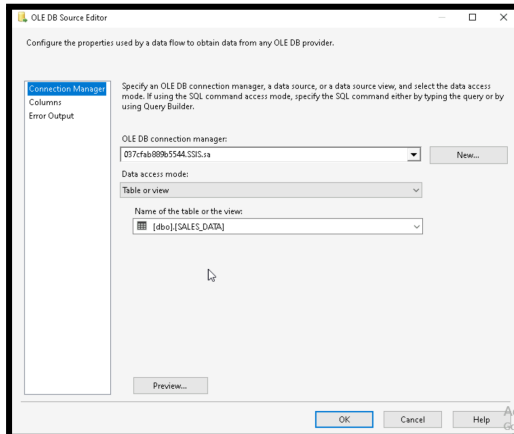 OLE DB Source Editor
Configure the properties used by a data flow to obtain data from any OLE DB provider.
Connection Manager
Columns
Error Output
Specify an OLE DB connection manager, a data source, or a data source view, and select the data access
mode. If using the SQL command access mode, specify the SQL command either by typing the query or by
using Query Builder.
OLE DB connection manager:
037cfab889b5544.SSIS.sa
New...
Data access mode:
Table or view
Name of the table or the view:
[dbo].[SALES_DATA]
Preview...
OK
Cancel
Help